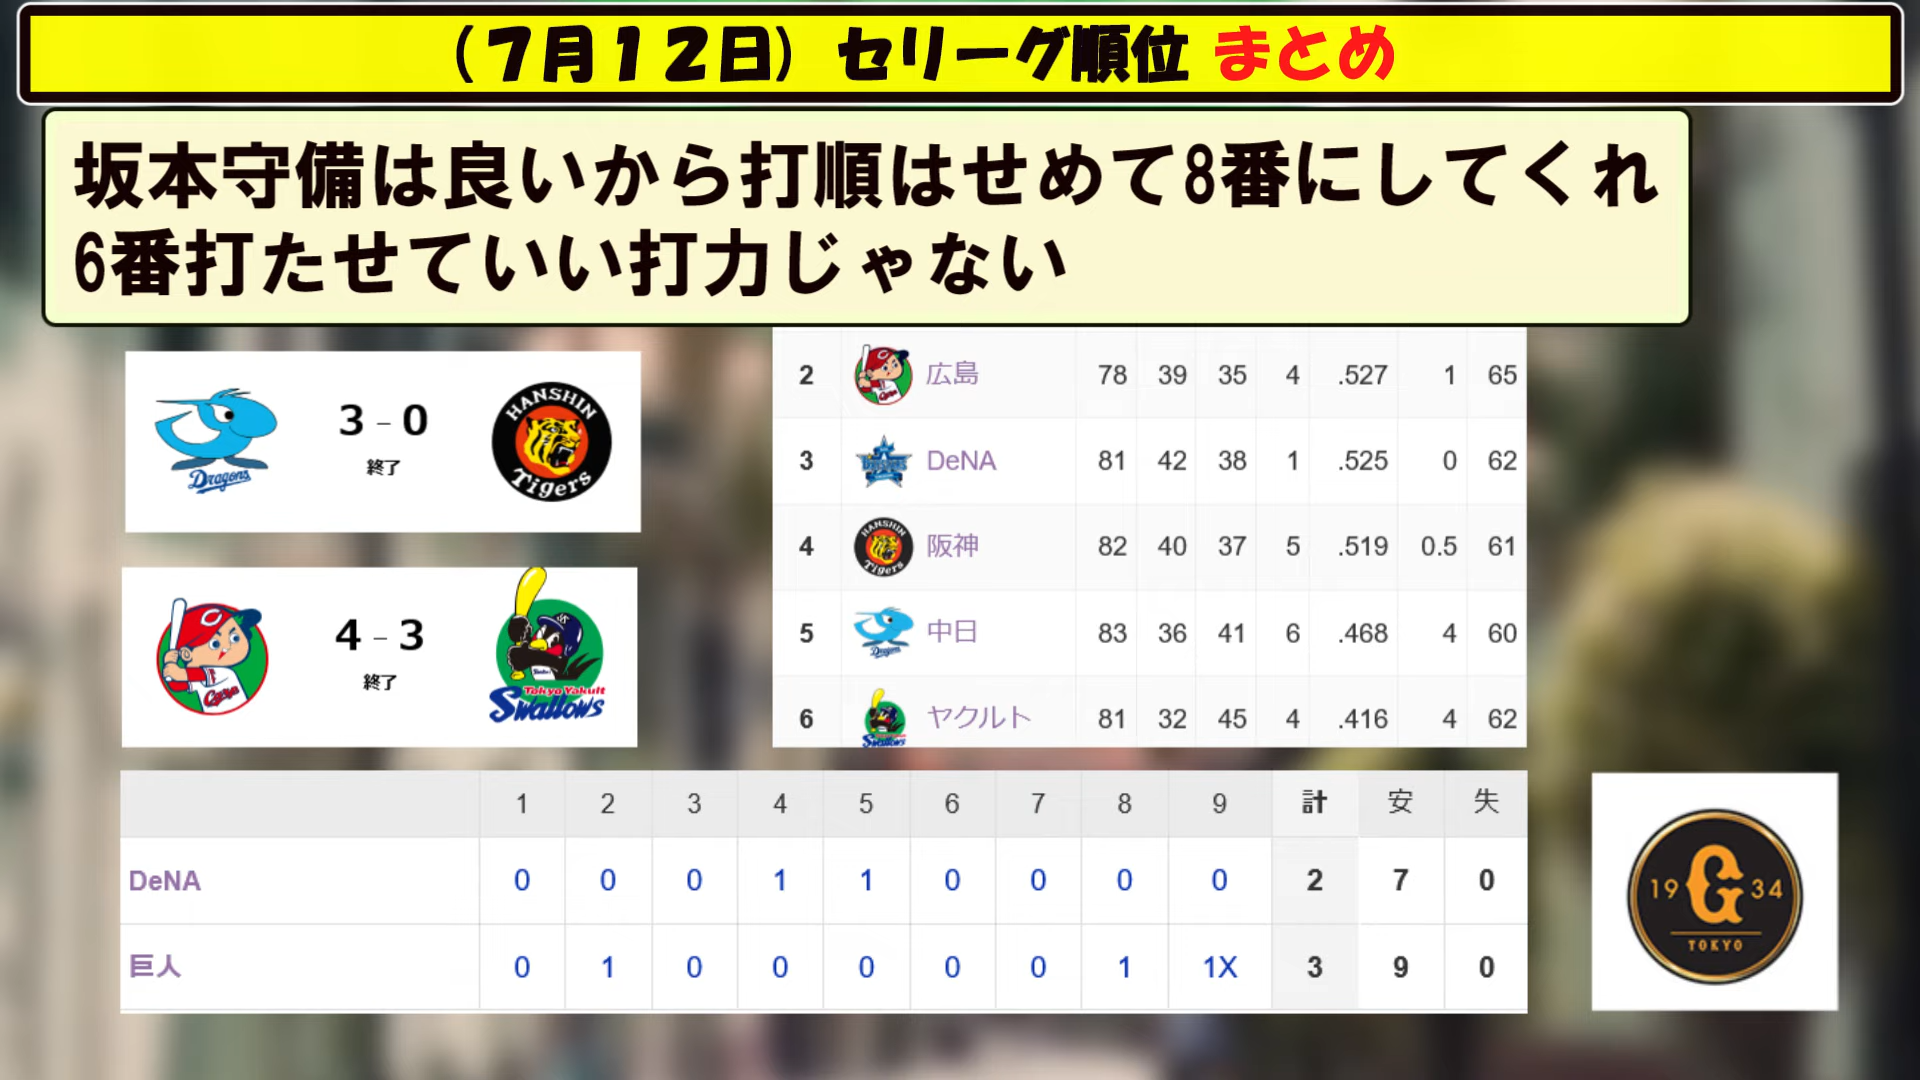 (７月１２日) セリーグ順位 まとめ
坂本守備は良いから打順はせめて8番にしてくれ
6番打たせていい打力じゃない
Dragons 3 - 0 HANSHIN Tigers
終了
4 - 3 Tokyo Yakult Swallows
終了
2 広島 78 39 35 4 .527 1 65
3 DeNA 81 42 38 1 .525 0 62
4 阪神 82 40 37 5 .519 0.5 61
5 中日 83 36 41 6 .468 4 60
6 ヤクルト 81 32 45 4 .416 4 62
1 2 3 4 5 6 7 8 9 計 安 失
DeNA 0 0 0 1 1 0 0 0 0 2 7 0
巨人 0 1 0 0 0 0 0 1 1X 3 9 0
19 G 34
TOKYO